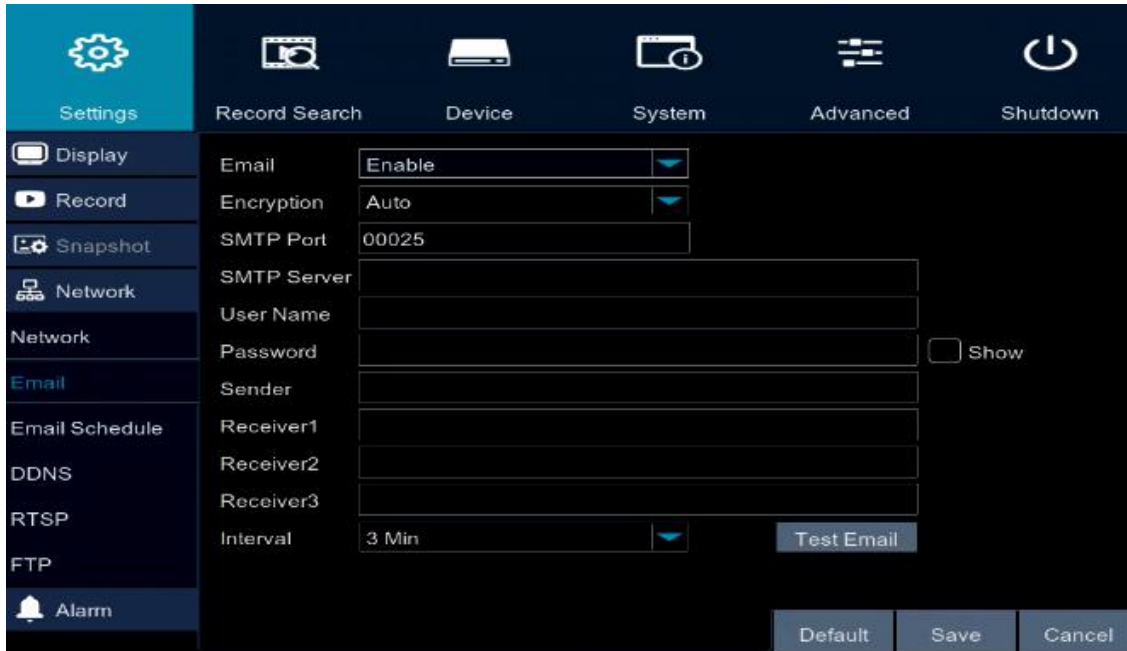 Settings Record Search Device System Advanced Shutdown
Display
Record
Snapshot
Network
Network
Email
Email Schedule
DDNS
RTSP
FTP
Alarm
Email Enable
Encryption Auto
SMTP Port 00025
SMTP Server
User Name
Password Show
Sender
Receiver1
Receiver2
Receiver3
Interval 3 Min Test Email
Default Save Cancel